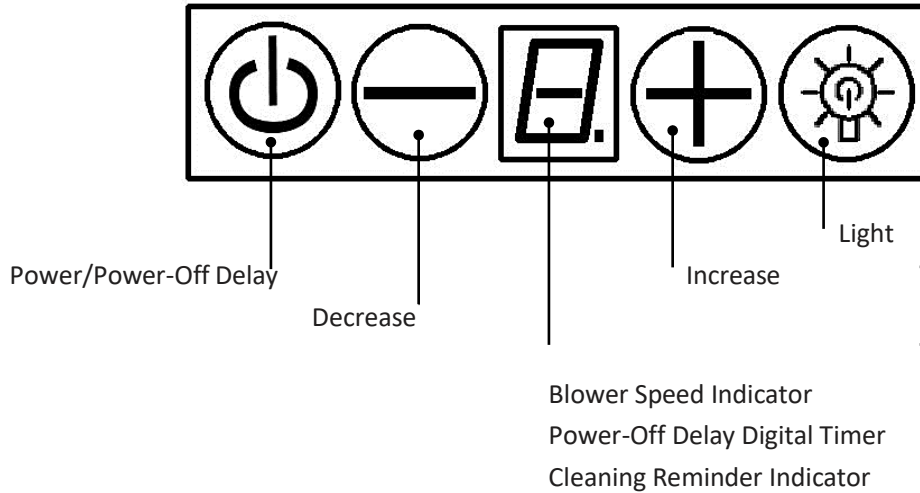 Light
Power/Power-Off Delay
Increase
Decrease
Blower Speed Indicator
Power-Off Delay Digital Timer
Cleaning Reminder Indicator